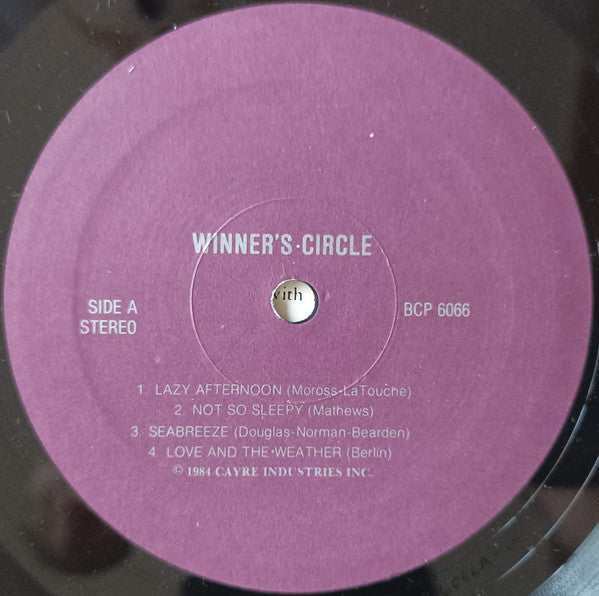 WINNER'S·CIRCLE
with
SIDE A
STEREO
BCP 6066
1. LAZY AFTERNOON (Moross-LaTouche)
2. NOT SO SLEEPY (Mathews)
3. SEABREEZE (Douglas-Norman-Bearden)
4. LOVE AND THE·WEATHER (Berlin)
© 1984 CAYRE INDUSTRIES INC.